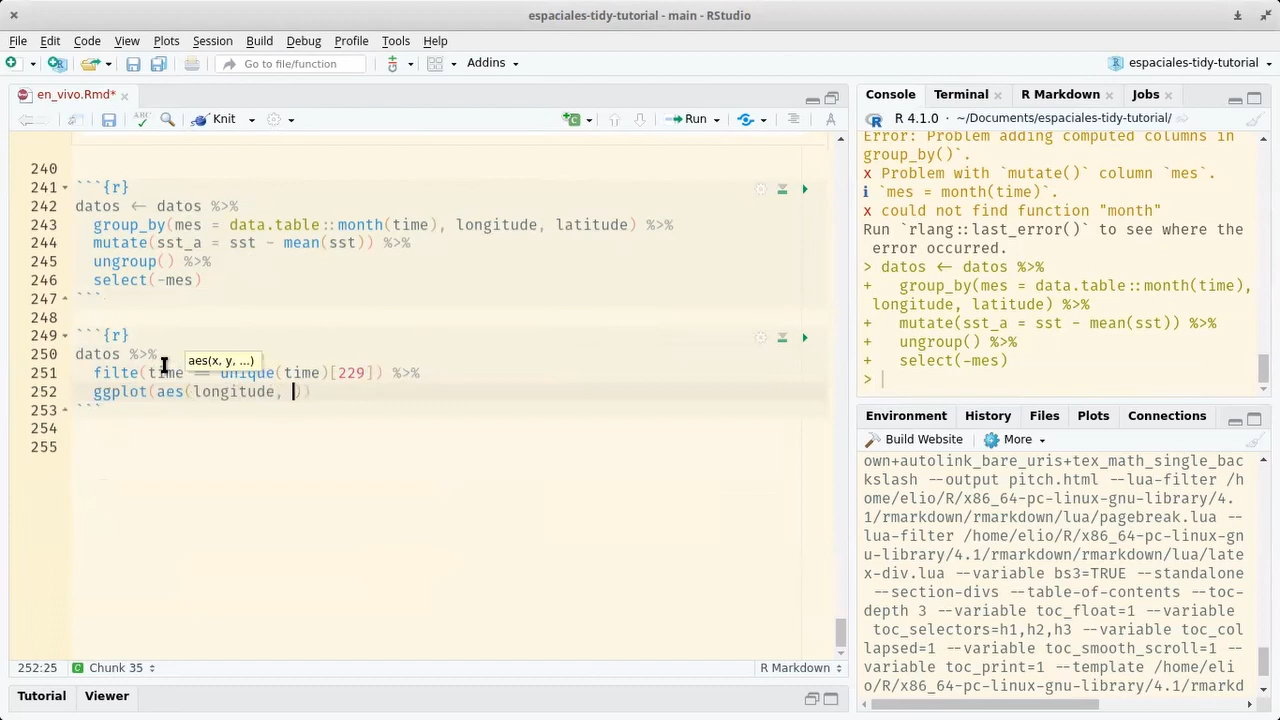 espaciales-tidy-tutorial - main - RStudio
File Edit Code View Plots Session Build Debug Profile Tools Help
Go to file/function Addins espaciales-tidy-tutorial
en_vivo.Rmd*
Knit Run
240
241 ```{r}
242 datos <- datos %>%
243 group_by(mes = data.table::month(time), longitude, latitude) %>%
244 mutate(sst_a = sst - mean(sst)) %>%
245 ungroup() %>%
246 select(-mes)
247 ```
248
249 ```{r}
250 datos %>%
aes(x, y, ...)
251 filte(time == unique(time)[229]) %>%
252 ggplot(aes(longitude, ))
253 ```
254
255
252:25 Chunk 35 R Markdown
Tutorial Viewer
Console Terminal R Markdown Jobs
R 4.1.0 · ~/Documents/espaciales-tidy-tutorial/
Error: Problem adding computed columns in
group_by()`.
x Problem with `mutate()` column `mes`.
i `mes = month(time)`.
x could not find function "month"
Run `rlang::last_error()` to see where the
error occurred.
> datos <- datos %>%
+ group_by(mes = data.table::month(time),
longitude, latitude) %>%
+ mutate(sst_a = sst - mean(sst)) %>%
+ ungroup() %>%
+ select(-mes)
>
Environment History Files Plots Connections
Build Website More
own+autolink_bare_uris+tex_math_single_bac
kslash --output pitch.html --lua-filter /h
ome/elio/R/x86_64-pc-linux-gnu-library/4.
1/rmarkdown/rmarkdown/lua/pagebreak.lua --
lua-filter /home/elio/R/x86_64-pc-linux-gn
u-library/4.1/rmarkdown/rmarkdown/lua/late
x-div.lua --variable bs3=TRUE --standalone
--section-divs --table-of-contents --toc-
depth 3 --variable toc_float=1 --variable
toc_selectors=h1,h2,h3 --variable toc_col
lapsed=1 --variable toc_smooth_scroll=1 --
variable toc_print=1 --template /home/eli
o/R/x86_64-pc-linux-gnu-library/4.1/rmarkd